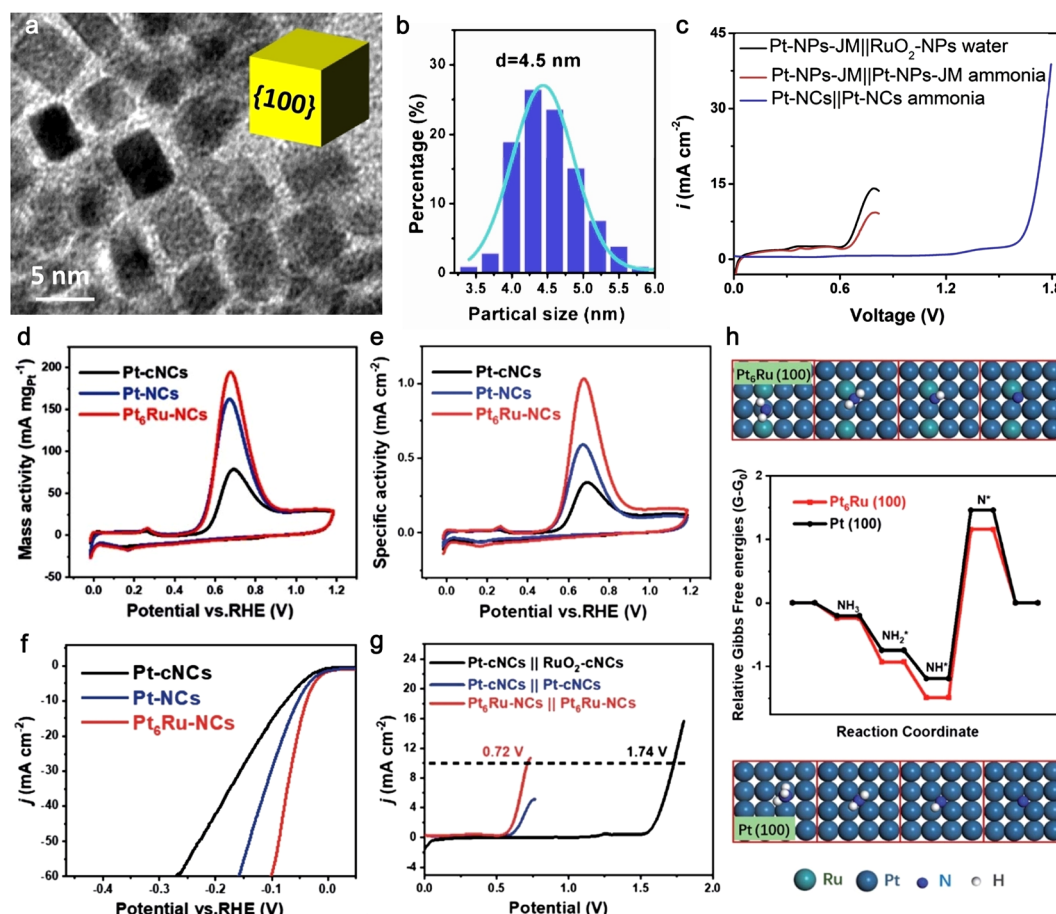 a
{100}
5 nm
b
d=4.5 nm
Percentage (%)
30
20
10
0
3.5 4.0 4.5 5.0 5.5 6.0
Partical size (nm)
c
Pt-NPs-JM||RuO₂-NPs water
Pt-NPs-JM||Pt-NPs-JM ammonia
Pt-NCs||Pt-NCs ammonia
i (mA cm⁻²)
45
30
15
0
0.0 0.6 1.2 1.8
Voltage (V)
d
Pt-cNCs
Pt-NCs
Pt₆Ru-NCs
Mass activity (mA mgPt⁻¹)
200
150
100
50
0
-50
0.0 0.2 0.4 0.6 0.8 1.0 1.2
Potential vs.RHE (V)
e
Pt-cNCs
Pt-NCs
Pt₆Ru-NCs
Specific activity (mA cm⁻²)
1.0
0.5
0.0
0.0 0.2 0.4 0.6 0.8 1.0 1.2
Potential vs.RHE (V)
f
Pt-cNCs
Pt-NCs
Pt₆Ru-NCs
j (mA cm⁻²)
0
-10
-20
-30
-40
-50
-60
-0.4 -0.3 -0.2 -0.1 0.0
Potential vs.RHE (V)
g
Pt-cNCs || RuO₂-cNCs
Pt-cNCs || Pt-cNCs
Pt₆Ru-NCs || Pt₆Ru-NCs
0.72 V
1.74 V
j (mA cm⁻²)
24
20
16
12
8
4
0
-4
0.0 0.5 1.0 1.5 2.0
Potential (V)
h
Pt₆Ru (100)
Pt₆Ru (100)
Pt (100)
N*
NH₃
NH₂*
NH*
Relative Gibbs Free energies (G-G₀)
2
1
0
-1
Reaction Coordinate
Pt (100)
Ru Pt N H